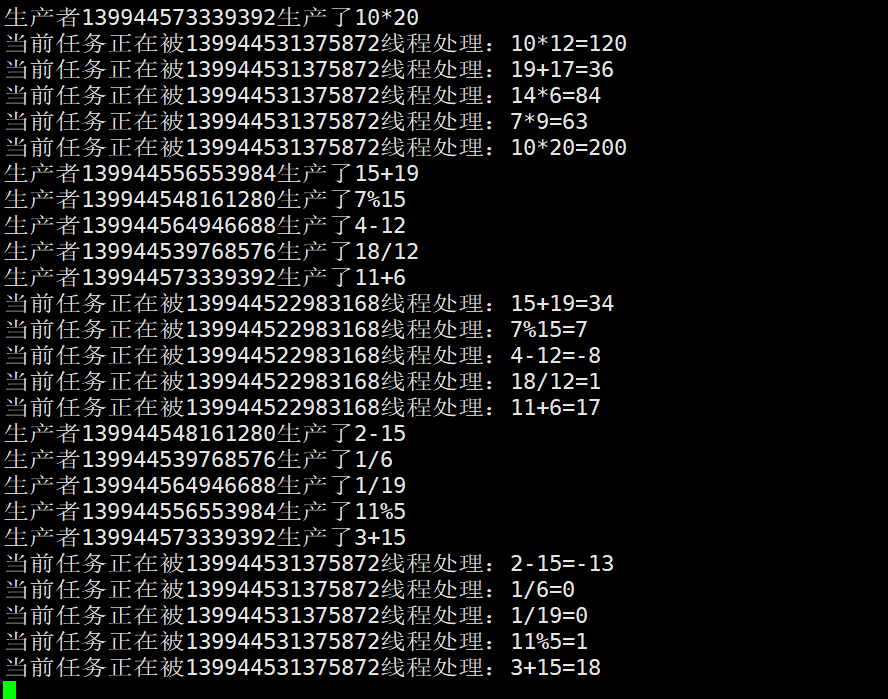 生产者139944573339392生产了10*20
当前任务正在被139944531375872线程处理：10*12=120
当前任务正在被139944531375872线程处理：19+17=36
当前任务正在被139944531375872线程处理：14*6=84
当前任务正在被139944531375872线程处理：7*9=63
当前任务正在被139944531375872线程处理：10*20=200
生产者139944556553984生产了15+19
生产者139944548161280生产了7%15
生产者139944564946688生产了4-12
生产者139944539768576生产了18/12
生产者139944573339392生产了11+6
当前任务正在被139944522983168线程处理：15+19=34
当前任务正在被139944522983168线程处理：7%15=7
当前任务正在被139944522983168线程处理：4-12=-8
当前任务正在被139944522983168线程处理：18/12=1
当前任务正在被139944522983168线程处理：11+6=17
生产者139944548161280生产了2-15
生产者139944539768576生产了1/6
生产者139944564946688生产了1/19
生产者139944556553984生产了11%5
生产者139944573339392生产了3+15
当前任务正在被139944531375872线程处理：2-15=-13
当前任务正在被139944531375872线程处理：1/6=0
当前任务正在被139944531375872线程处理：1/19=0
当前任务正在被139944531375872线程处理：11%5=1
当前任务正在被139944531375872线程处理：3+15=18